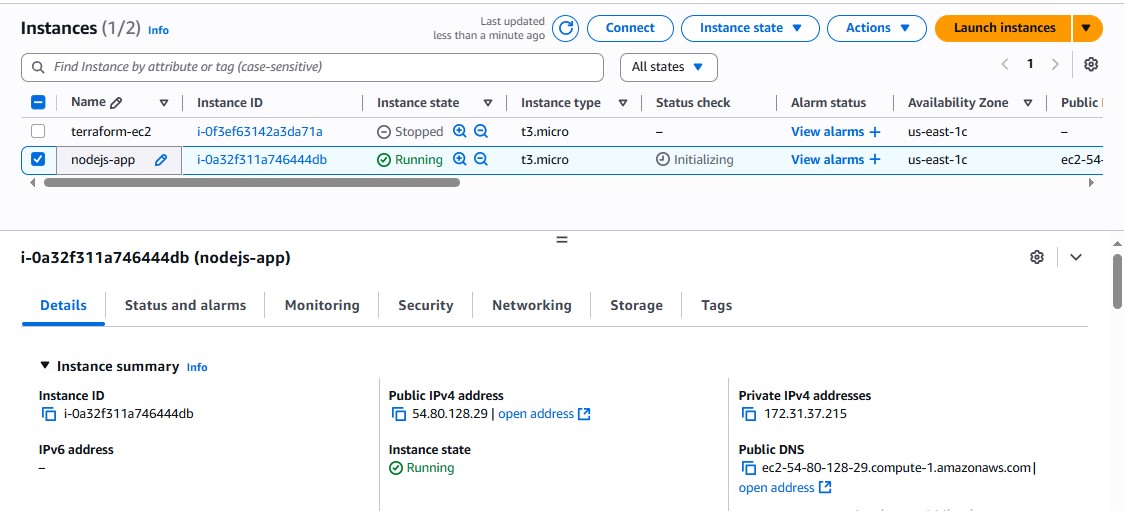 Instances (1/2) Info
Last updated
less than a minute ago
Connect
Instance state
Actions
Launch instances
Find Instance by attribute or tag (case-sensitive)
All states
1
Name Instance ID Instance state Instance type Status check Alarm status Availability Zone Public
terraform-ec2 i-0f3ef63142a3da71a Stopped t3.micro – View alarms + us-east-1c –
nodejs-app i-0a32f311a746444db Running t3.micro Initializing View alarms + us-east-1c ec2-54-
i-0a32f311a746444db (nodejs-app)
Details Status and alarms Monitoring Security Networking Storage Tags
Instance summary Info
Instance ID
i-0a32f311a746444db
Public IPv4 address
54.80.128.29 | open address
Private IPv4 addresses
172.31.37.215
IPv6 address
–
Instance state
Running
Public DNS
ec2-54-80-128-29.compute-1.amazonaws.com |
open address